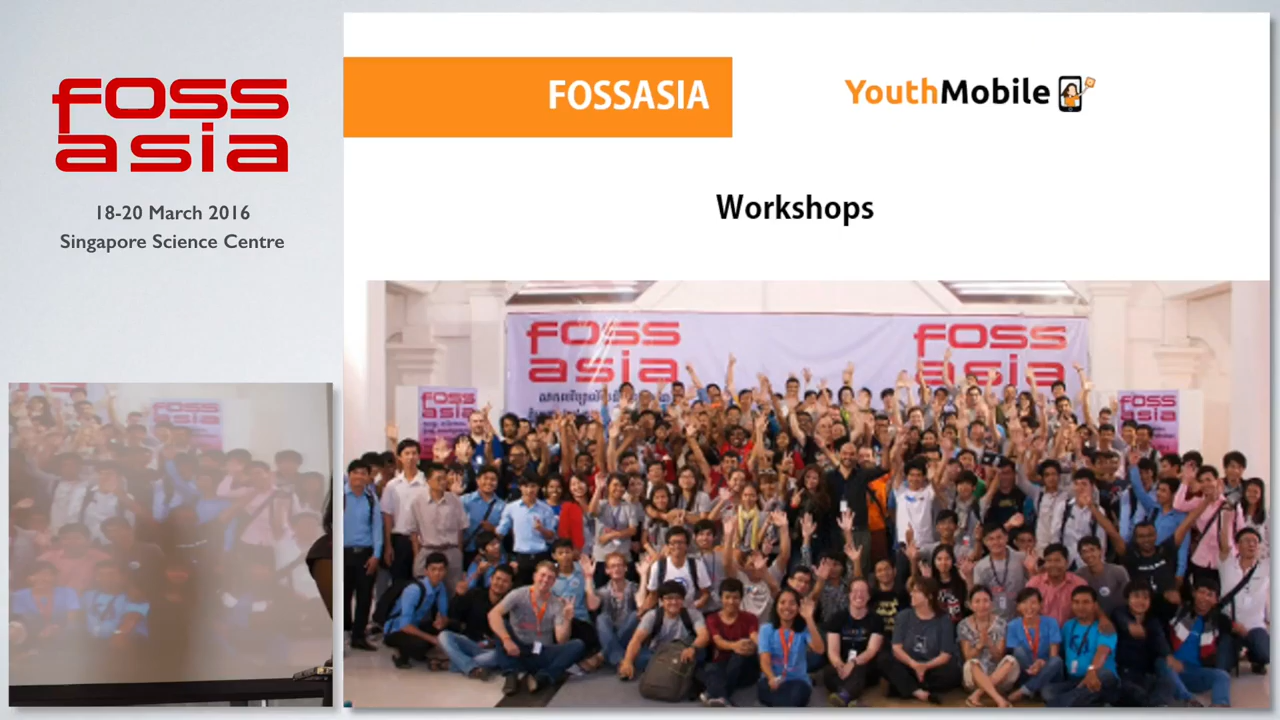 foss
asia
18-20 March 2016
Singapore Science Centre
FOSSASIA
YouthMobile
Workshops
foss
asia
foss
asia
foss
asia
foss
asia